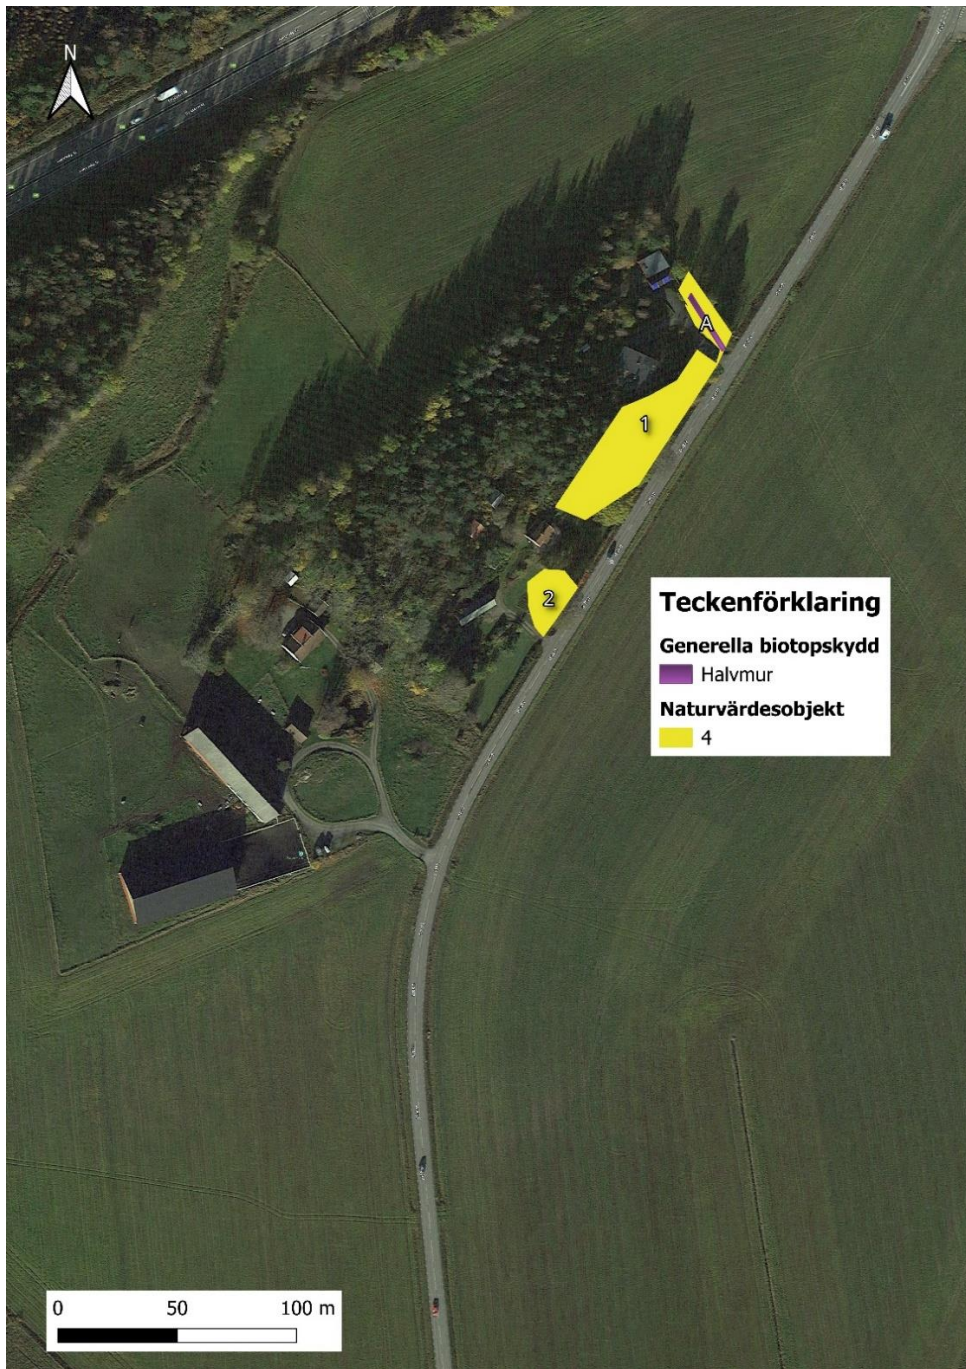 N
A
1
2
Teckenförklaring
Generella biotopskydd
Halvmur
Naturvärdesobjekt
4
0 50 100 m